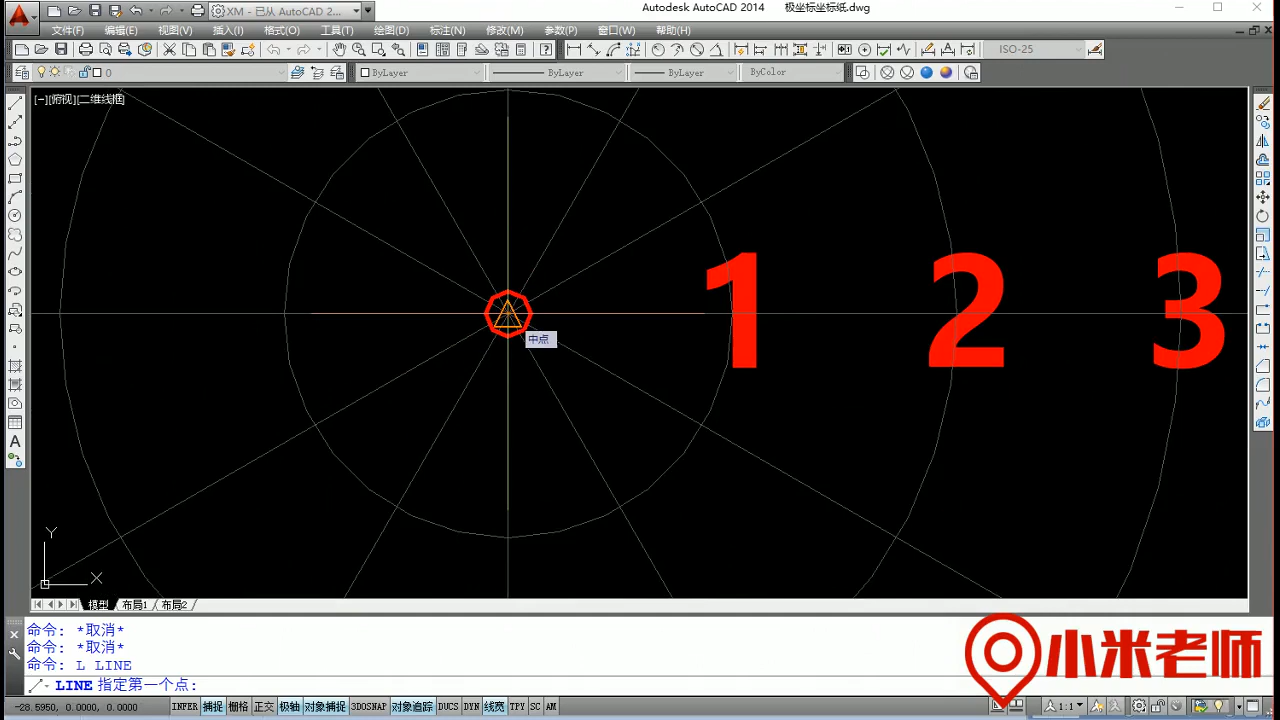 XM - 已从 AutoCAD 2...
Autodesk AutoCAD 2014 极坐标坐标纸.dwg
文件(F) 编辑(E) 视图(V) 插入(I) 格式(O) 工具(T) 绘图(D) 标注(N) 修改(M) 参数(P) 窗口(W) 帮助(H)
ISO-25
0 ByLayer ByLayer ByLayer ByColor
[−][俯视][二维线框]
1 2 3
中点
Y
X
模型 布局1 布局2
命令: *取消*
命令: *取消*
命令: L LINE
LINE 指定第一个点:
小米老师
-28.5950, 0.0000, 0.0000 INFER 捕捉 栅格 正交 极轴 对象捕捉 3DOSNAP 对象追踪 DUCS DYN 线宽 TPY SC AM 1:1
A